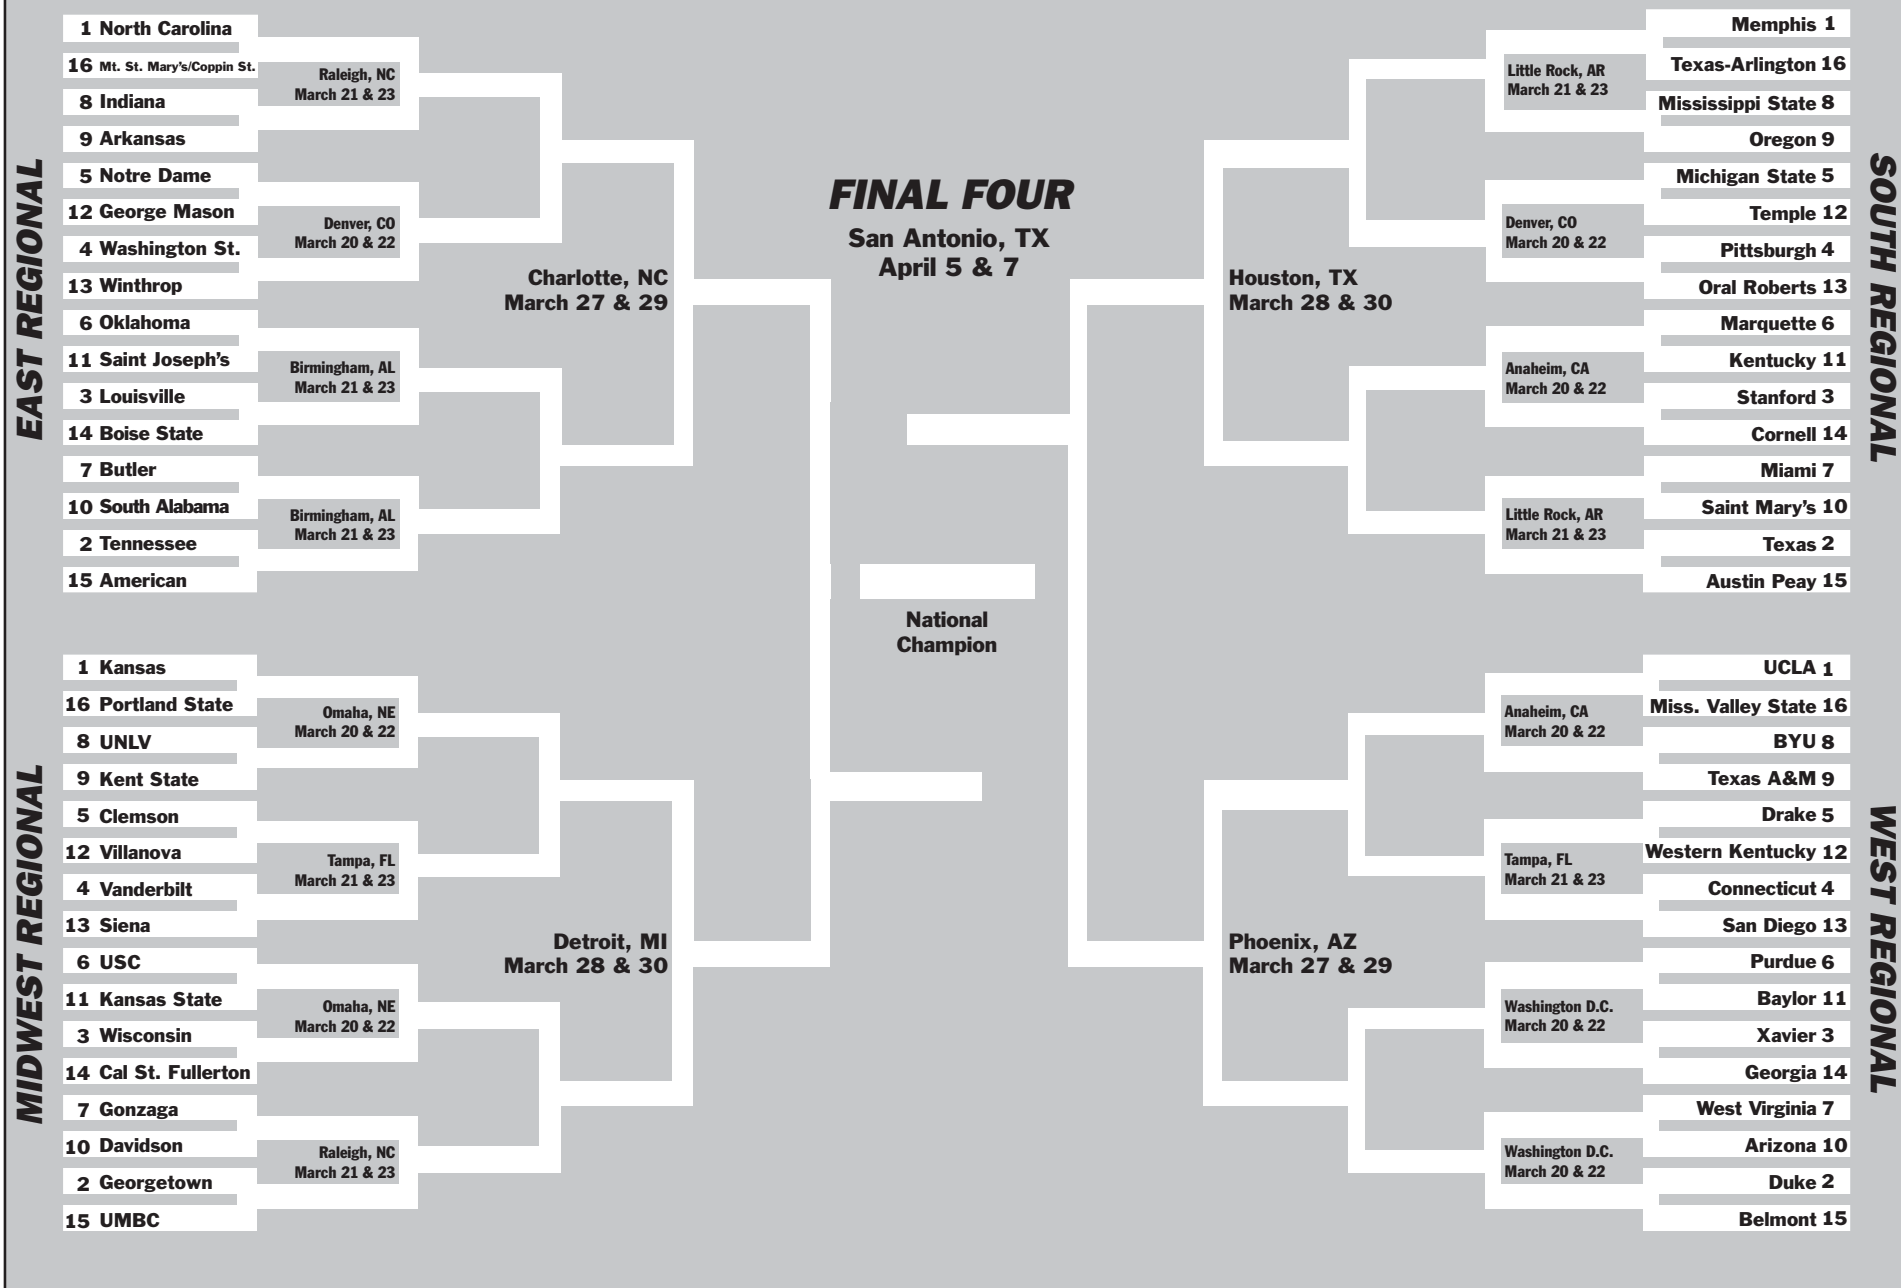 EAST REGIONAL
1 North Carolina
16 Mt. St. Mary's/Coppin St.
8 Indiana
9 Arkansas
Raleigh, NC
March 21 & 23
5 Notre Dame
12 George Mason
4 Washington St.
13 Winthrop
Denver, CO
March 20 & 22
6 Oklahoma
11 Saint Joseph's
3 Louisville
14 Boise State
Birmingham, AL
March 21 & 23
7 Butler
10 South Alabama
2 Tennessee
15 American
Birmingham, AL
March 21 & 23
Charlotte, NC
March 27 & 29
MIDWEST REGIONAL
1 Kansas
16 Portland State
8 UNLV
9 Kent State
Omaha, NE
March 20 & 22
5 Clemson
12 Villanova
4 Vanderbilt
13 Siena
Tampa, FL
March 21 & 23
6 USC
11 Kansas State
3 Wisconsin
14 Cal St. Fullerton
Omaha, NE
March 20 & 22
7 Gonzaga
10 Davidson
2 Georgetown
15 UMBC
Raleigh, NC
March 21 & 23
Detroit, MI
March 28 & 30
FINAL FOUR
San Antonio, TX
April 5 & 7
National
Champion
SOUTH REGIONAL
Memphis 1
Texas-Arlington 16
Mississippi State 8
Oregon 9
Little Rock, AR
March 21 & 23
Michigan State 5
Temple 12
Pittsburgh 4
Oral Roberts 13
Denver, CO
March 20 & 22
Marquette 6
Kentucky 11
Stanford 3
Cornell 14
Anaheim, CA
March 20 & 22
Miami 7
Saint Mary's 10
Texas 2
Austin Peay 15
Little Rock, AR
March 21 & 23
Houston, TX
March 28 & 30
WEST REGIONAL
UCLA 1
Miss. Valley State 16
BYU 8
Texas A&M 9
Anaheim, CA
March 20 & 22
Drake 5
Western Kentucky 12
Connecticut 4
San Diego 13
Tampa, FL
March 21 & 23
Purdue 6
Baylor 11
Xavier 3
Georgia 14
Washington D.C.
March 20 & 22
West Virginia 7
Arizona 10
Duke 2
Belmont 15
Washington D.C.
March 20 & 22
Phoenix, AZ
March 27 & 29